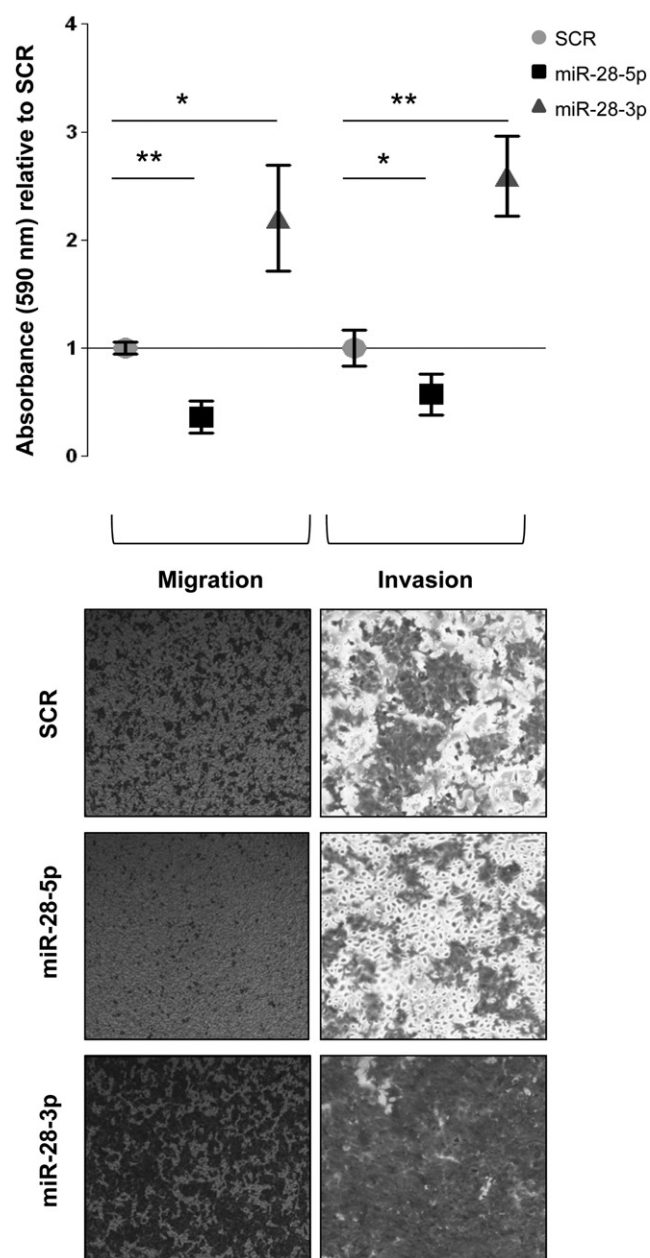 Absorbance (590 nm) relative to SCR
4
3
2
1
0
SCR
miR-28-5p
miR-28-3p
*
**
**
*
Migration
Invasion
SCR
miR-28-5p
miR-28-3p